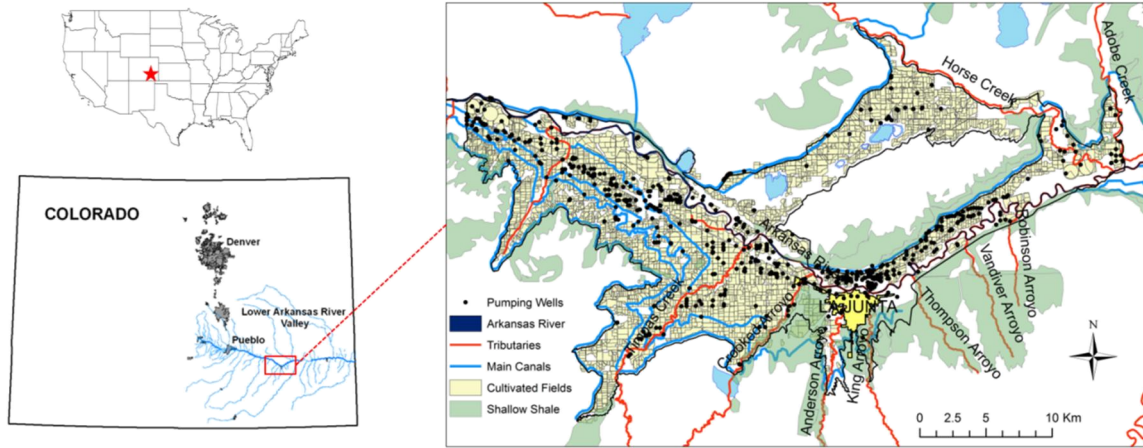 COLORADO
Denver
Lower Arkansas River
Valley
Pueblo
Horse Creek
Adobe Creek
Arkansas River
LA JUNTA
Timpas Creek
Crooked Arroyo
Anderson Arroyo
King Arroyo
Thompson Arroyo
Vandiver Arroyo
Robinson Arroyo
Pumping Wells
Arkansas River
Tributaries
Main Canals
Cultivated Fields
Shallow Shale
N
0 2.5 5 10 Km